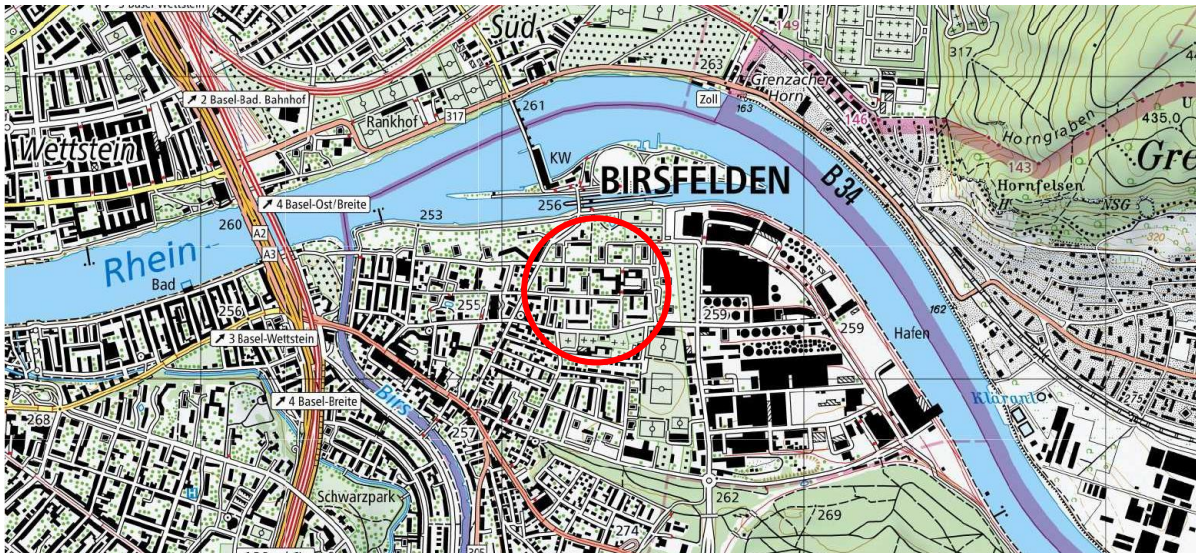 Süd
149
317
44
263
Grenzacher
Horn
↗ 2 Basel-Bad. Bahnhof
261
Zoll
163
317
Rankhof
146
435.0
Horngraben
Wettstein
KW
143
Gre
BIRSFELDEN
B34
Hornfelsen
NSG
↗ 4 Basel-Ost/Breite
253
256
260
A2
320
Rhein
A3
Bad
255
162
256
259
259
Hafen
↗ 3 Basel-Wettstein
↗ 4 Basel-Breite
Birs
275
268
257
Schwarzpark
262
269
274
305